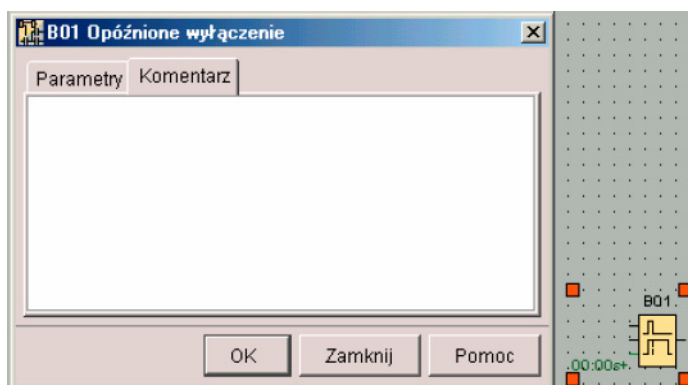 B01 Opóźnione wyłączenie
Parametry Komentarz
OK Zamknij Pomoc
B01
00:00s+